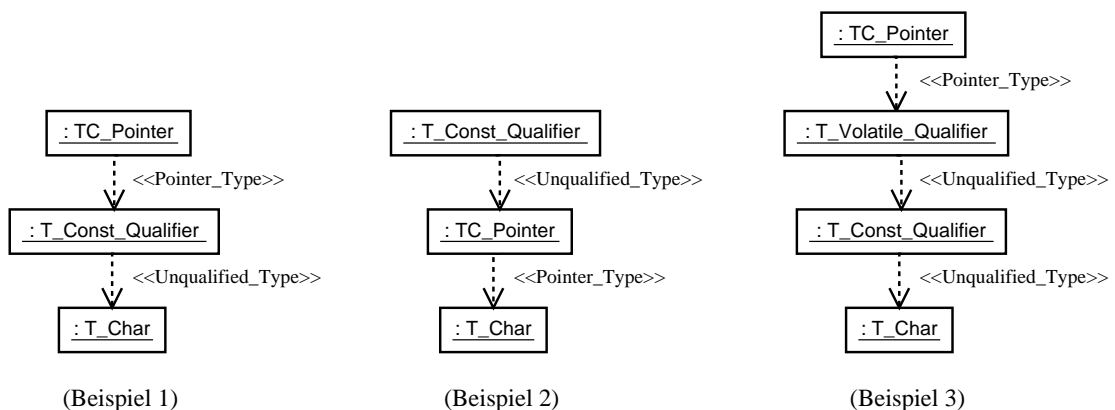 : TC_Pointer
<<Pointer_Type>>
: T_Const_Qualifier
<<Unqualified_Type>>
: T_Char
(Beispiel 1)
: T_Const_Qualifier
<<Unqualified_Type>>
: TC_Pointer
<<Pointer_Type>>
: T_Char
(Beispiel 2)
: TC_Pointer
<<Pointer_Type>>
: T_Volatile_Qualifier
<<Unqualified_Type>>
: T_Const_Qualifier
<<Unqualified_Type>>
: T_Char
(Beispiel 3)